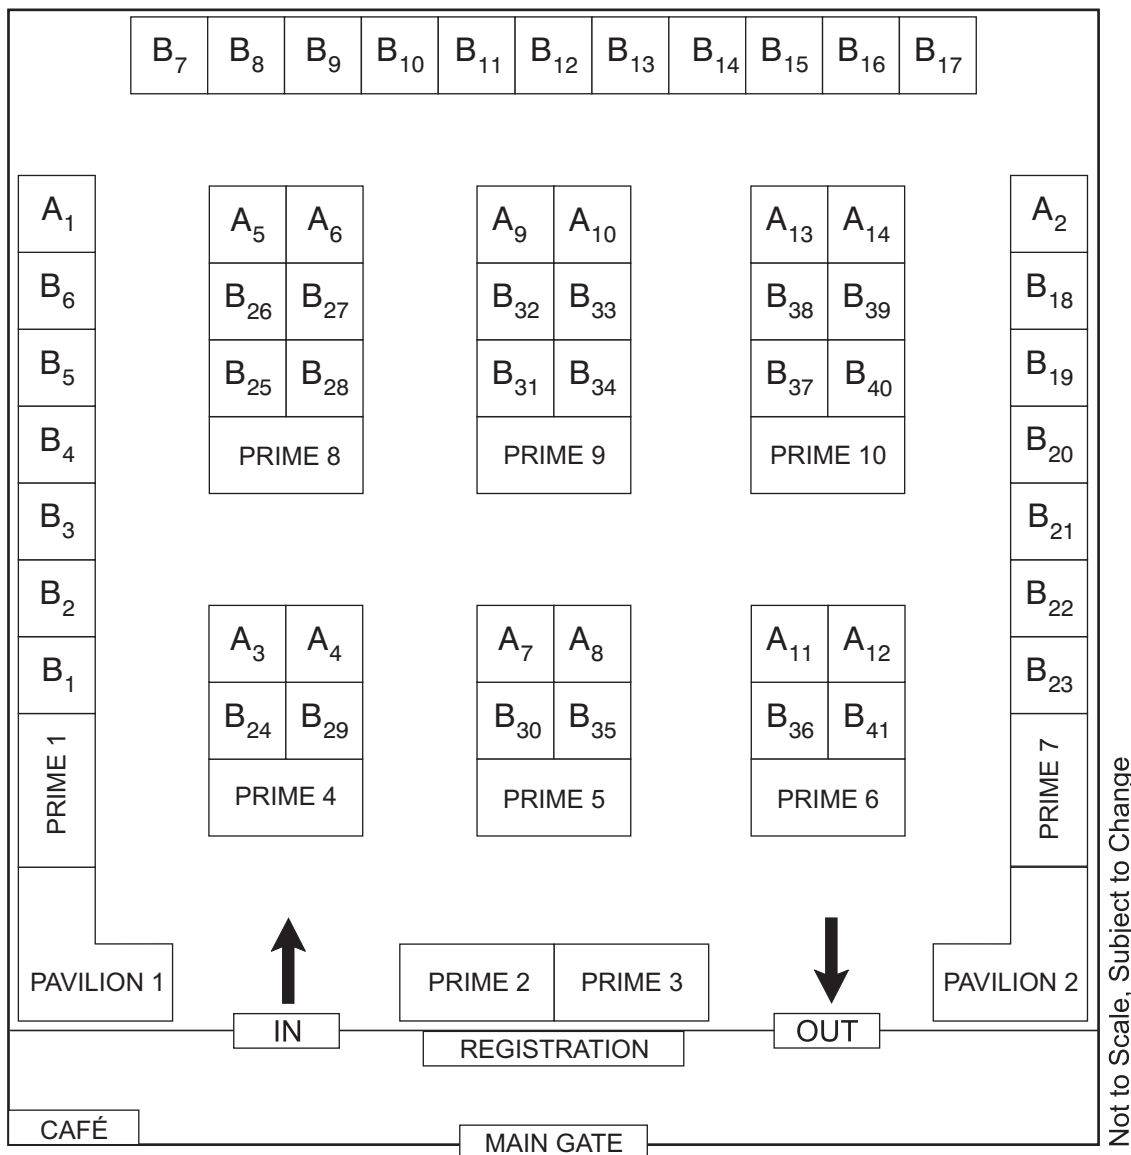 B7 B8 B9 B10 B11 B12 B13 B14 B15 B16 B17
A1 A5 A6 A9 A10 A13 A14 A2
B6 B26 B27 B32 B33 B38 B39 B18
B5 B25 B28 B31 B34 B37 B40 B19
B4 PRIME 8 PRIME 9 PRIME 10 B20
B3 B21
B2 B22
A3 A4 A7 A8 A11 A12
B1 B23
B24 B29 B30 B35 B36 B41
PRIME 1 PRIME 4 PRIME 5 PRIME 6 PRIME 7
PAVILION 1 PRIME 2 PRIME 3 PAVILION 2
IN OUT
REGISTRATION
CAFÉ
MAIN GATE
Not to Scale, Subject to Change